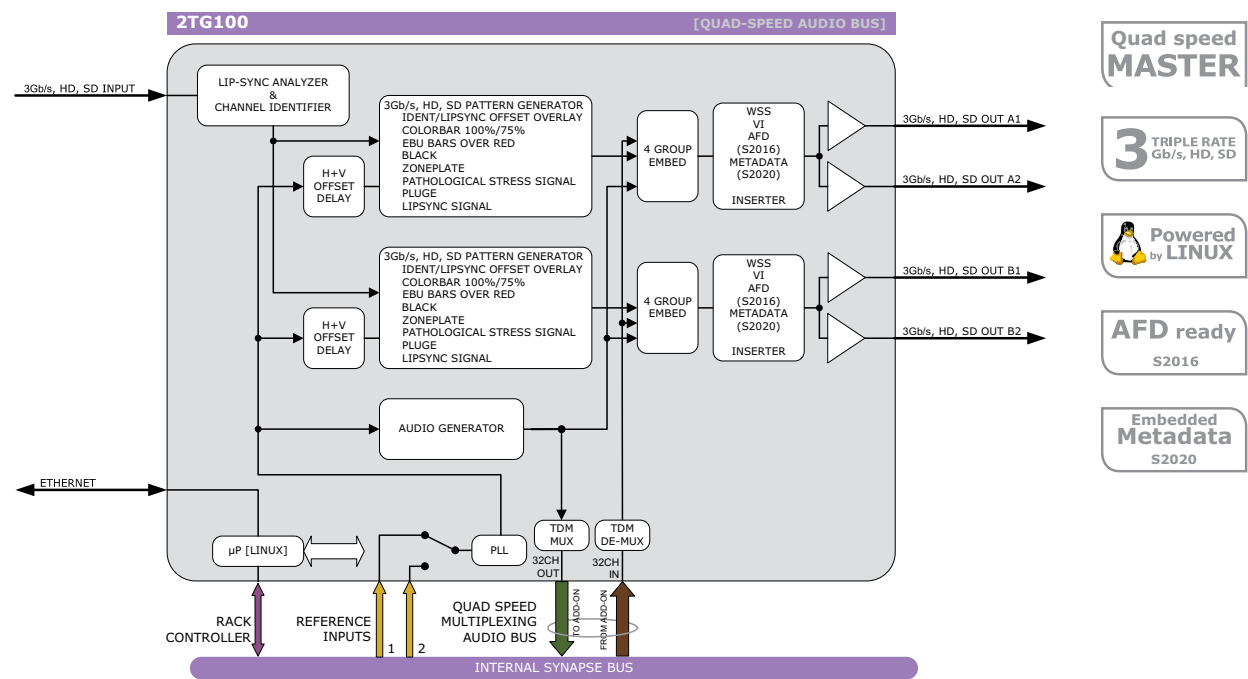 2TG100
[QUAD-SPEED AUDIO BUS]
3Gb/s, HD, SD INPUT
LIP-SYNC ANALYZER
&
CHANNEL IDENTIFIER
3Gb/s, HD, SD PATTERN GENERATOR
IDENT/LIPSYNC OFFSET OVERLAY
COLORBAR 100%/75%
EBU BARS OVER RED
BLACK
ZONEPLATE
PATHOLOGICAL STRESS SIGNAL
PLUGE
LIPSYNC SIGNAL
H+V
OFFSET
DELAY
4 GROUP
EMBED
WSS
VI
AFD
(S2016)
METADATA
(S2020)
INSERTER
3Gb/s, HD, SD OUT A1
3Gb/s, HD, SD OUT A2
3Gb/s, HD, SD PATTERN GENERATOR
IDENT/LIPSYNC OFFSET OVERLAY
COLORBAR 100%/75%
EBU BARS OVER RED
BLACK
ZONEPLATE
PATHOLOGICAL STRESS SIGNAL
PLUGE
LIPSYNC SIGNAL
H+V
OFFSET
DELAY
4 GROUP
EMBED
WSS
VI
AFD
(S2016)
METADATA
(S2020)
INSERTER
3Gb/s, HD, SD OUT B1
3Gb/s, HD, SD OUT B2
AUDIO GENERATOR
ETHERNET
µP [LINUX]
PLL
TDM
MUX
TDM
DE-MUX
32CH
OUT
32CH
IN
RACK
CONTROLLER
REFERENCE
INPUTS
1
2
QUAD SPEED
MULTIPLEXING
AUDIO BUS
TO ADD-ON
FROM ADD-ON
INTERNAL SYNAPSE BUS
Quad speed
MASTER
3
TRIPLE RATE
Gb/s, HD, SD
Powered
by LINUX
AFD ready
S2016
Embedded
Metadata
S2020